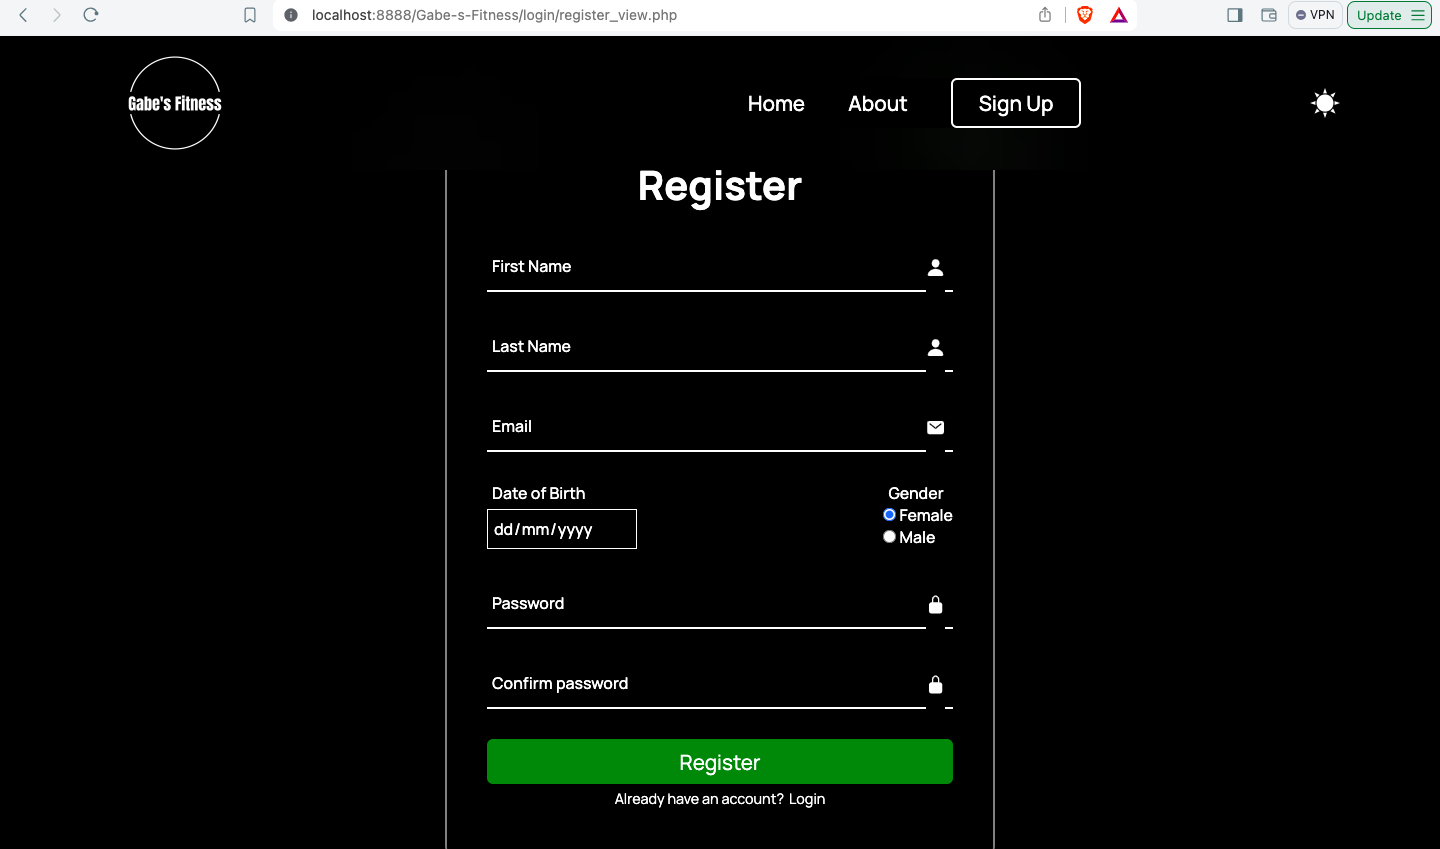 localhost:8888/Gabe-s-Fitness/login/register_view.php
VPN
Update
Gabe's Fitness
Home
About
Sign Up
Register
First Name
Last Name
Email
Date of Birth
Gender
dd/mm/yyyy
Female
Male
Password
Confirm password
Register
Already have an account? Login